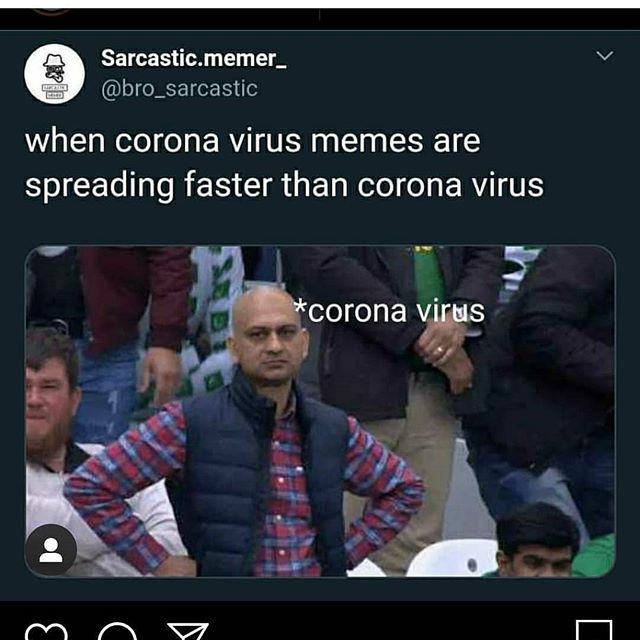 Sarcastic.memer_
@bro_sarcastic
when corona virus memes are
spreading faster than corona virus
*corona virus